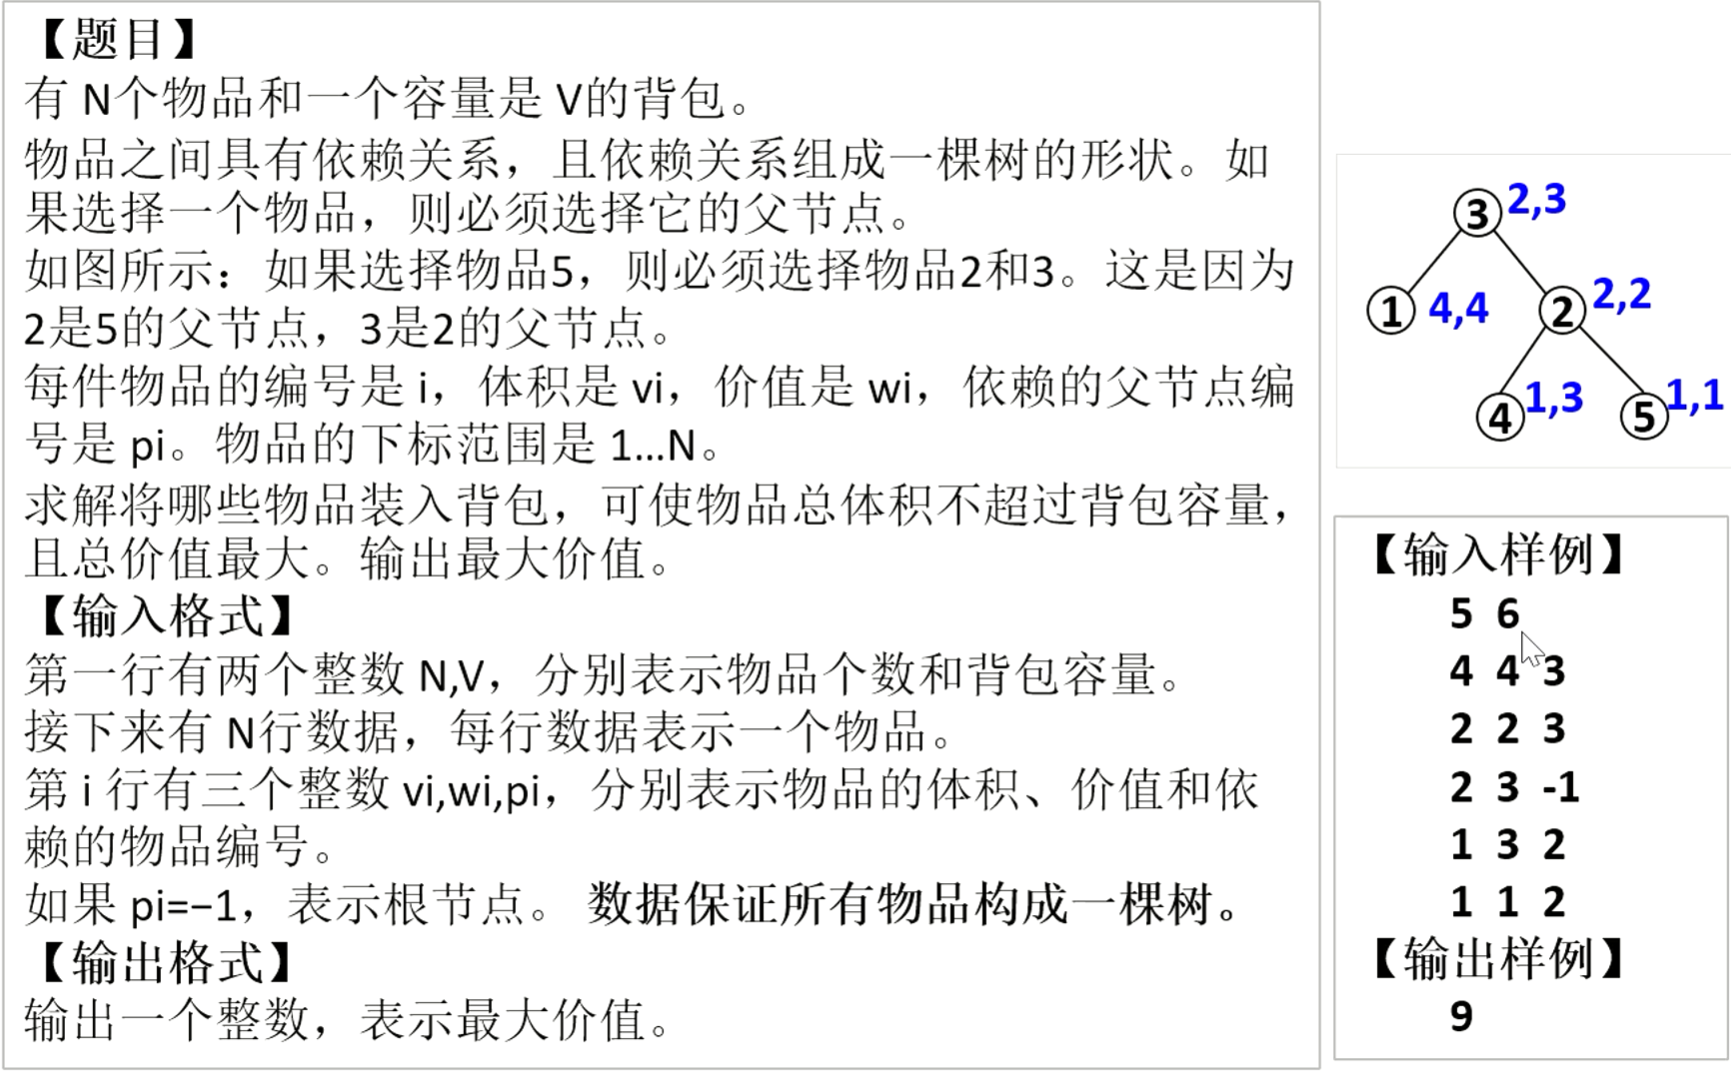 【题目】
有 N个物品和一个容量是 V的背包。
物品之间具有依赖关系，且依赖关系组成一棵树的形状。如
果选择一个物品，则必须选择它的父节点。
如图所示：如果选择物品5，则必须选择物品2和3。这是因为
2是5的父节点，3是2的父节点。
每件物品的编号是 i，体积是 vi，价值是 wi，依赖的父节点编
号是 pi。物品的下标范围是 1…N。
求解将哪些物品装入背包，可使物品总体积不超过背包容量，
且总价值最大。输出最大价值。
【输入格式】
第一行有两个整数 N,V，分别表示物品个数和背包容量。
接下来有 N行数据，每行数据表示一个物品。
第 i 行有三个整数 vi,wi,pi，分别表示物品的体积、价值和依
赖的物品编号。
如果 pi=−1，表示根节点。 数据保证所有物品构成一棵树。
【输出格式】
输出一个整数，表示最大价值。
3 2,3
1 4,4 2 2,2
4 1,3 5 1,1
【输入样例】
5 6
4 4 3
2 2 3
2 3 -1
1 3 2
1 1 2
【输出样例】
9